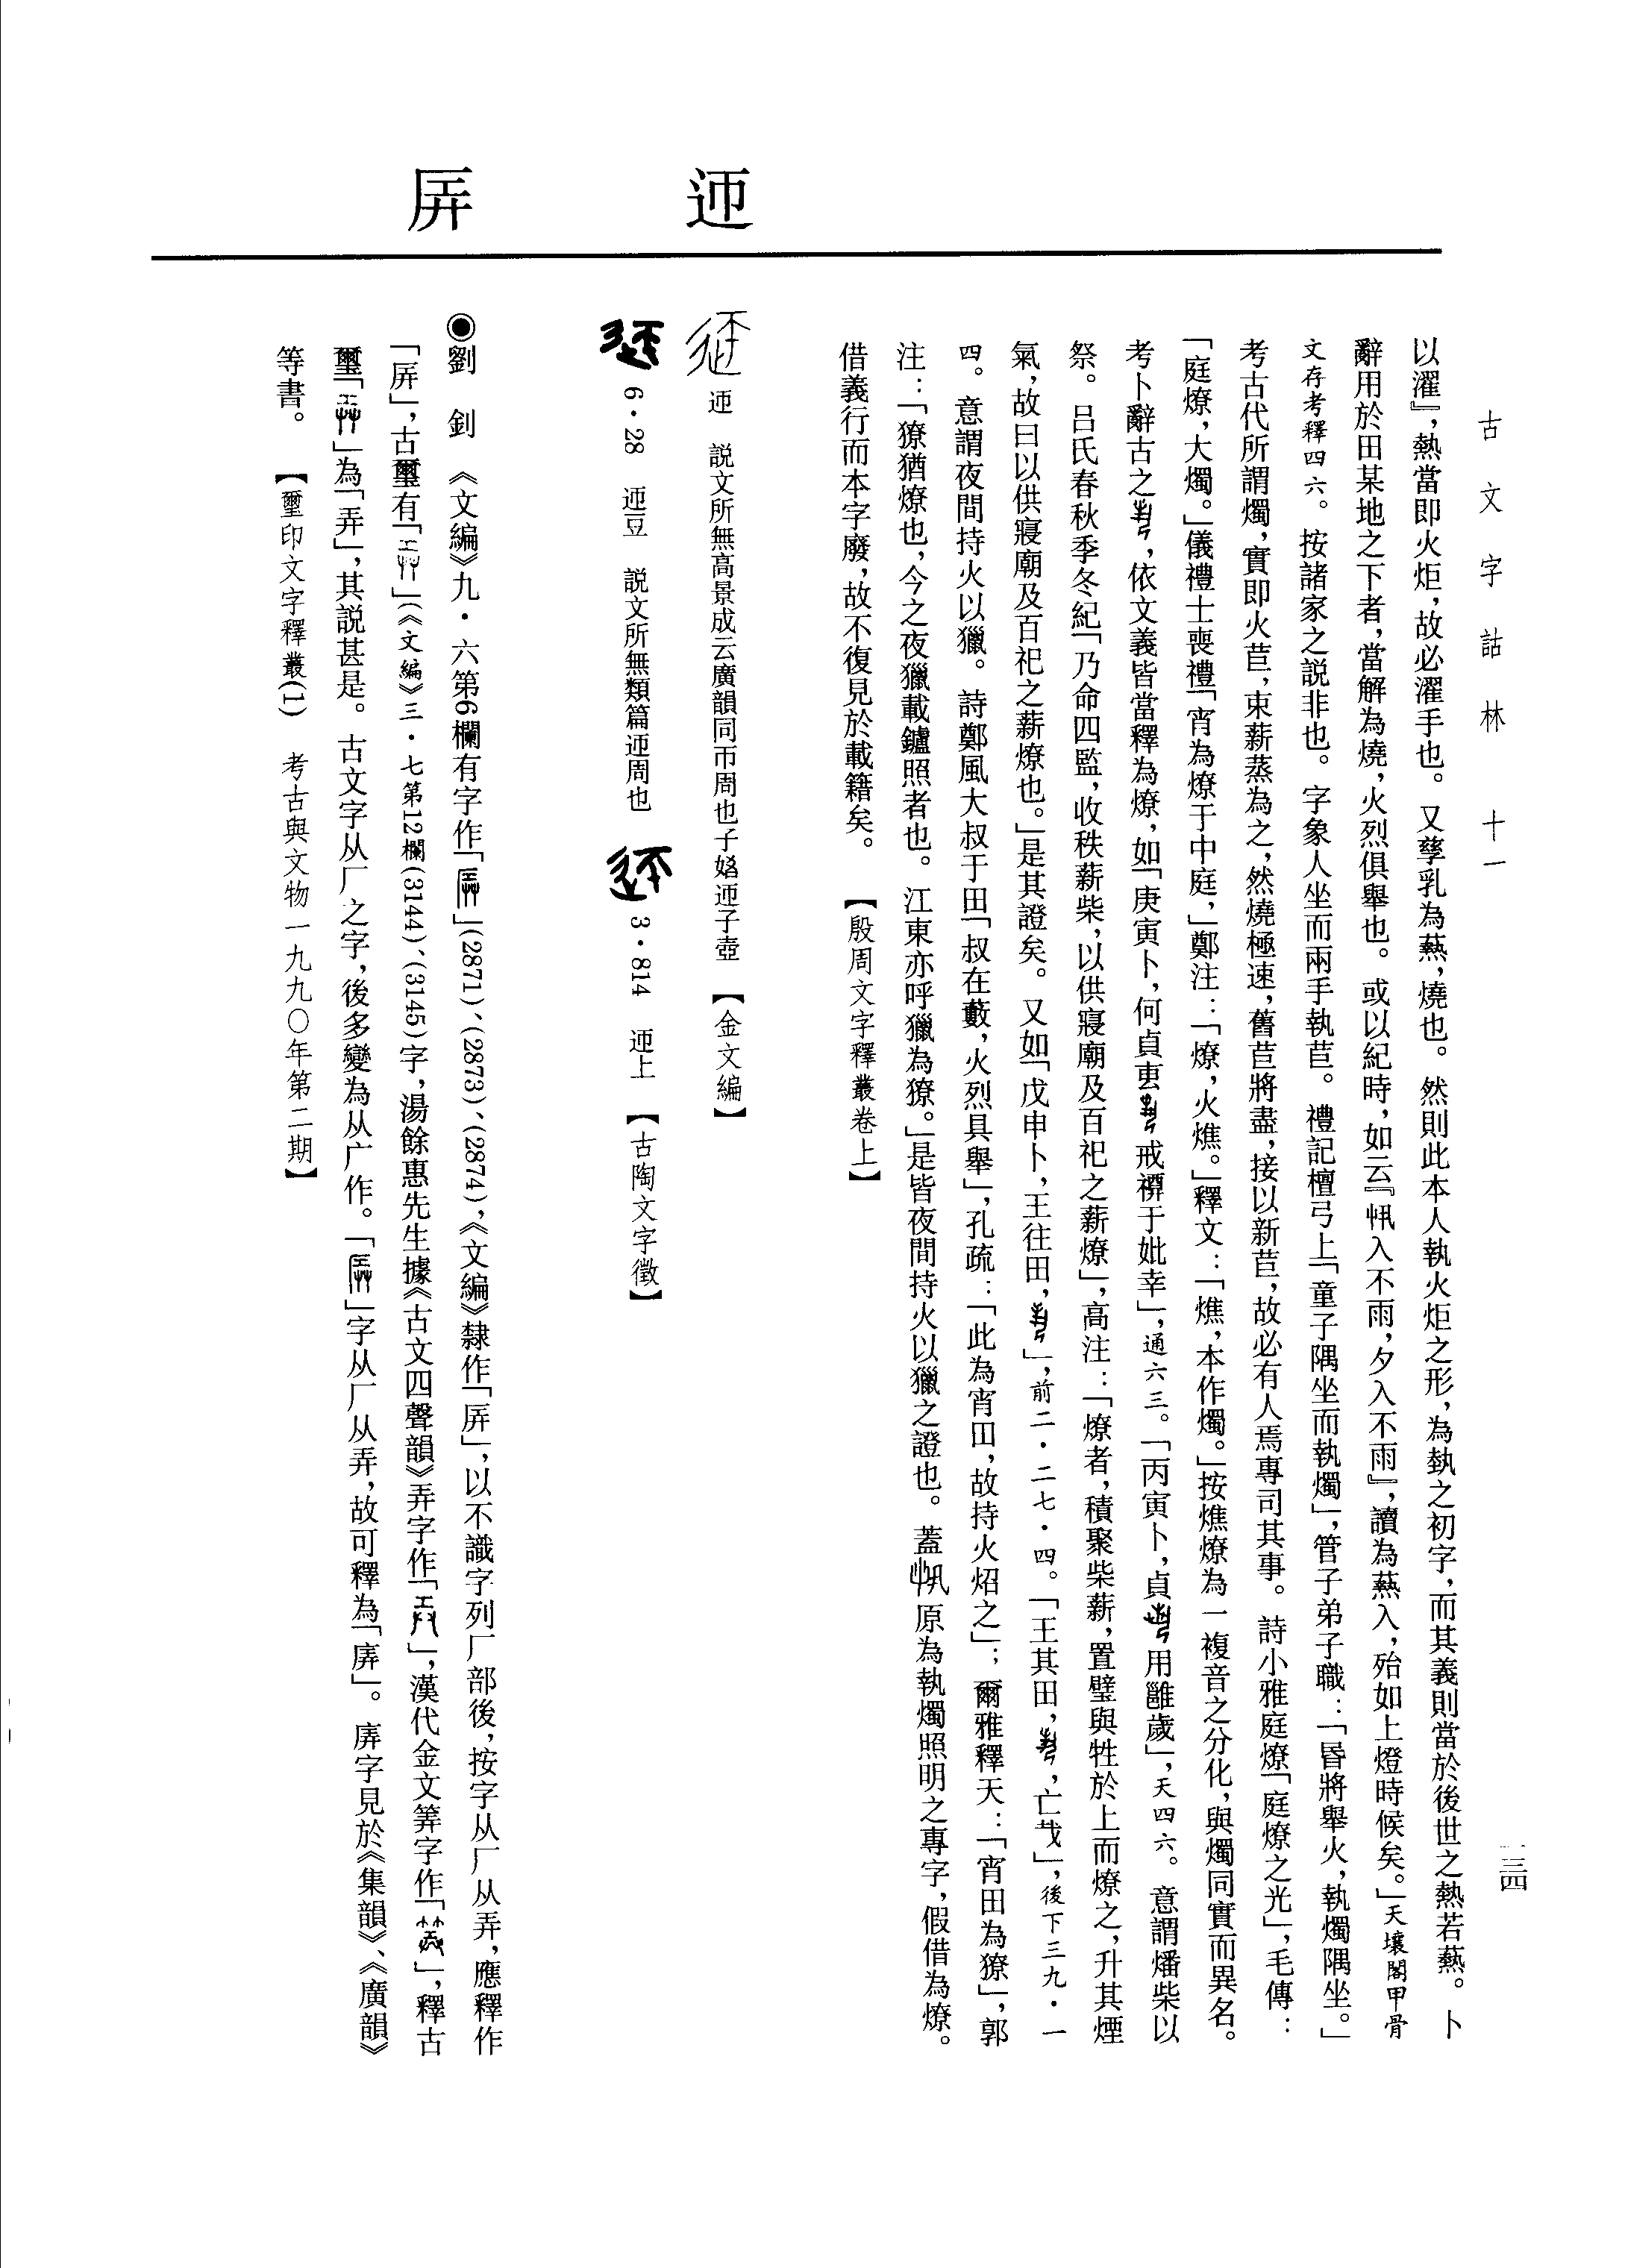 古文字詁林　十一
一三四
以濯』，熱當即火炬，故必濯手也。又孳乳為爇，燒也。然則此本人執火炬之形，為埶之初字，而其義則當於後世之熱若爇。卜
辭用於田某地之下者，當解為燒，火烈俱舉也。或以紀時，如云『𠬞入不雨，夕入不雨』，讀為爇入，殆如上燈時候矣。」天壤閣甲骨
文存考釋四六。按諸家之説非也。字象人坐而兩手執苣。禮記檀弓上「童子隅坐而執燭」，管子弟子職：「昏將舉火，執燭隅坐。」
考古代所謂燭，實即火苣，束薪蒸為之，然燒極速，舊苣將盡，接以新苣，故必有人焉專司其事。詩小雅庭燎「庭燎之光」，毛傳：
「庭燎，大燭。」儀禮士喪禮「宵為燎于中庭，」鄭注：「燎，火燋。」釋文：「燋，本作燭。」按燋燎為一複音之分化，與燭同實而異名。
考卜辭古之，依文義皆當釋為燎，如「庚寅卜，何貞叀戒禫于妣幸」，通六三。「丙寅卜，貞用雝歲」，天四六。意謂燔柴以
祭。呂氏春秋季冬紀「乃命四監，收秩薪柴，以供寢廟及百祀之薪燎」，高注：「燎者，積聚柴薪，置璧與牲於上而燎之，升其煙
氣，故曰以供寢廟及百祀之薪燎也。」是其證矣。又如「戊申卜，王往田，」，前二·二七·四。「王其田，，亡𢦔」，後下三九·一
四。意謂夜間持火以獵。詩鄭風大叔于田「叔在藪，火烈具舉」，孔疏：「此為宵田，故持火炤之」；爾雅釋天：「宵田為獠」，郭
注：「獠猶燎也，今之夜獵載鑪照者也。江東亦呼獵為獠。」是皆夜間持火以獵之證也。蓋原為執燭照明之專字，假借為燎。
借義行而本字廢，故不復見於載籍矣。【殷周文字釋叢卷上】
迊
迊　説文所無高景成云廣韻同帀周也子媯迊子壺　【金文編】
6·28　迊豆　説文所無類篇迊周也　3·814　迊上　【古陶文字徵】
㢡
◉劉　釗　《文編》九·六第6欄有字作「」(2871)、(2873)、(2874)，《文編》隸作「」，以不識字列厂部後，按字从厂从弄，應釋作
「」，古璽有「」(《文編》三·七第12欄(3144)、(3145)字，湯餘惠先生據《古文四聲韻》弄字作「」，漢代金文筭字作「」，釋古
璽「」為「弄」，其説甚是。古文字从厂之字，後多變為从广作。「」字从厂从弄，故可釋為「㢡」。㢡字見於《集韻》、《廣韻》
等書。【璽印文字釋叢(1)　考古與文物一九九〇年第二期】